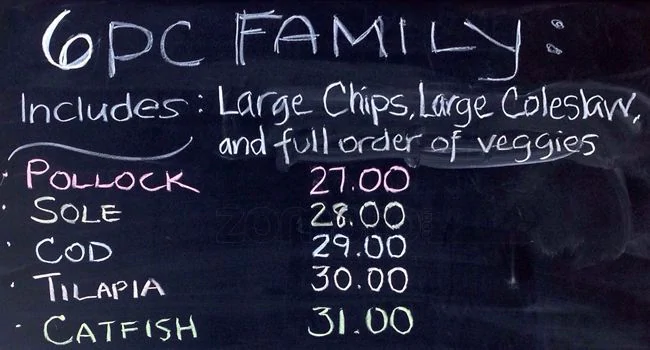 6PC FAMILY:
Includes: Large Chips, Large Coleslaw,
and full order of veggies
· POLLOCK 27.00
· SOLE 28.00
· COD 29.00
· TILAPIA 30.00
· CATFISH 31.00